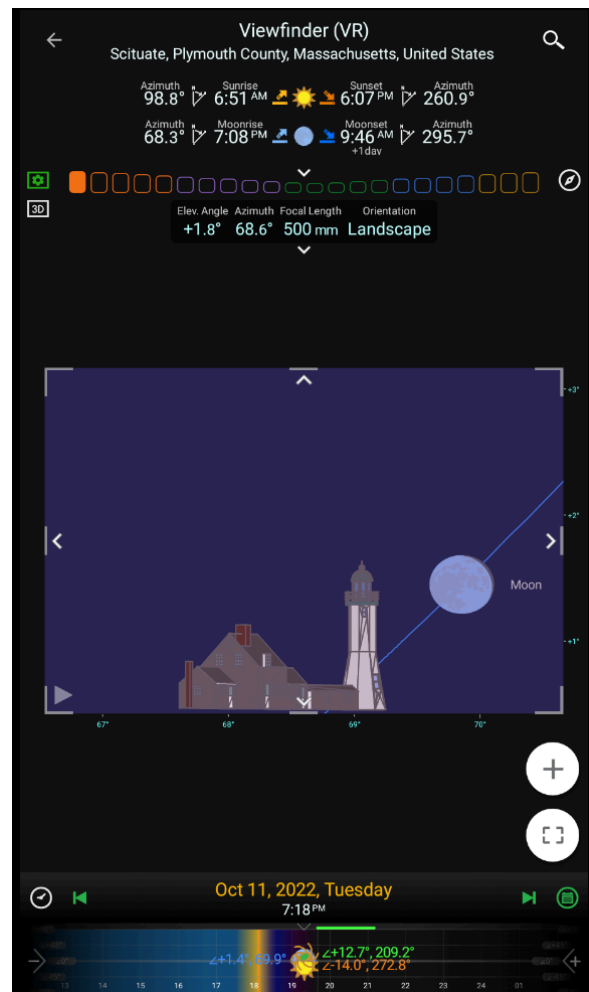 Viewfinder (VR)
Scituate, Plymouth County, Massachusetts, United States
Azimuth Sunrise Sunset Azimuth
98.8° 6:51 AM 6:07 PM 260.9°
Azimuth Moonrise Moonset Azimuth
68.3° 7:08 PM 9:46 AM 295.7°
+1day
3D
Elev. Angle Azimuth Focal Length Orientation
+1.8° 68.6° 500 mm Landscape
+3°
+2°
Moon
+1°
67° 68° 69° 70°
Oct 11, 2022, Tuesday
7:18 PM
∠+12.7°, 209.2°
∠+1.4°, 69.9°
∠-14.0°, 272.8°
13 14 15 16 17 18 19 20 21 22 23 00 01